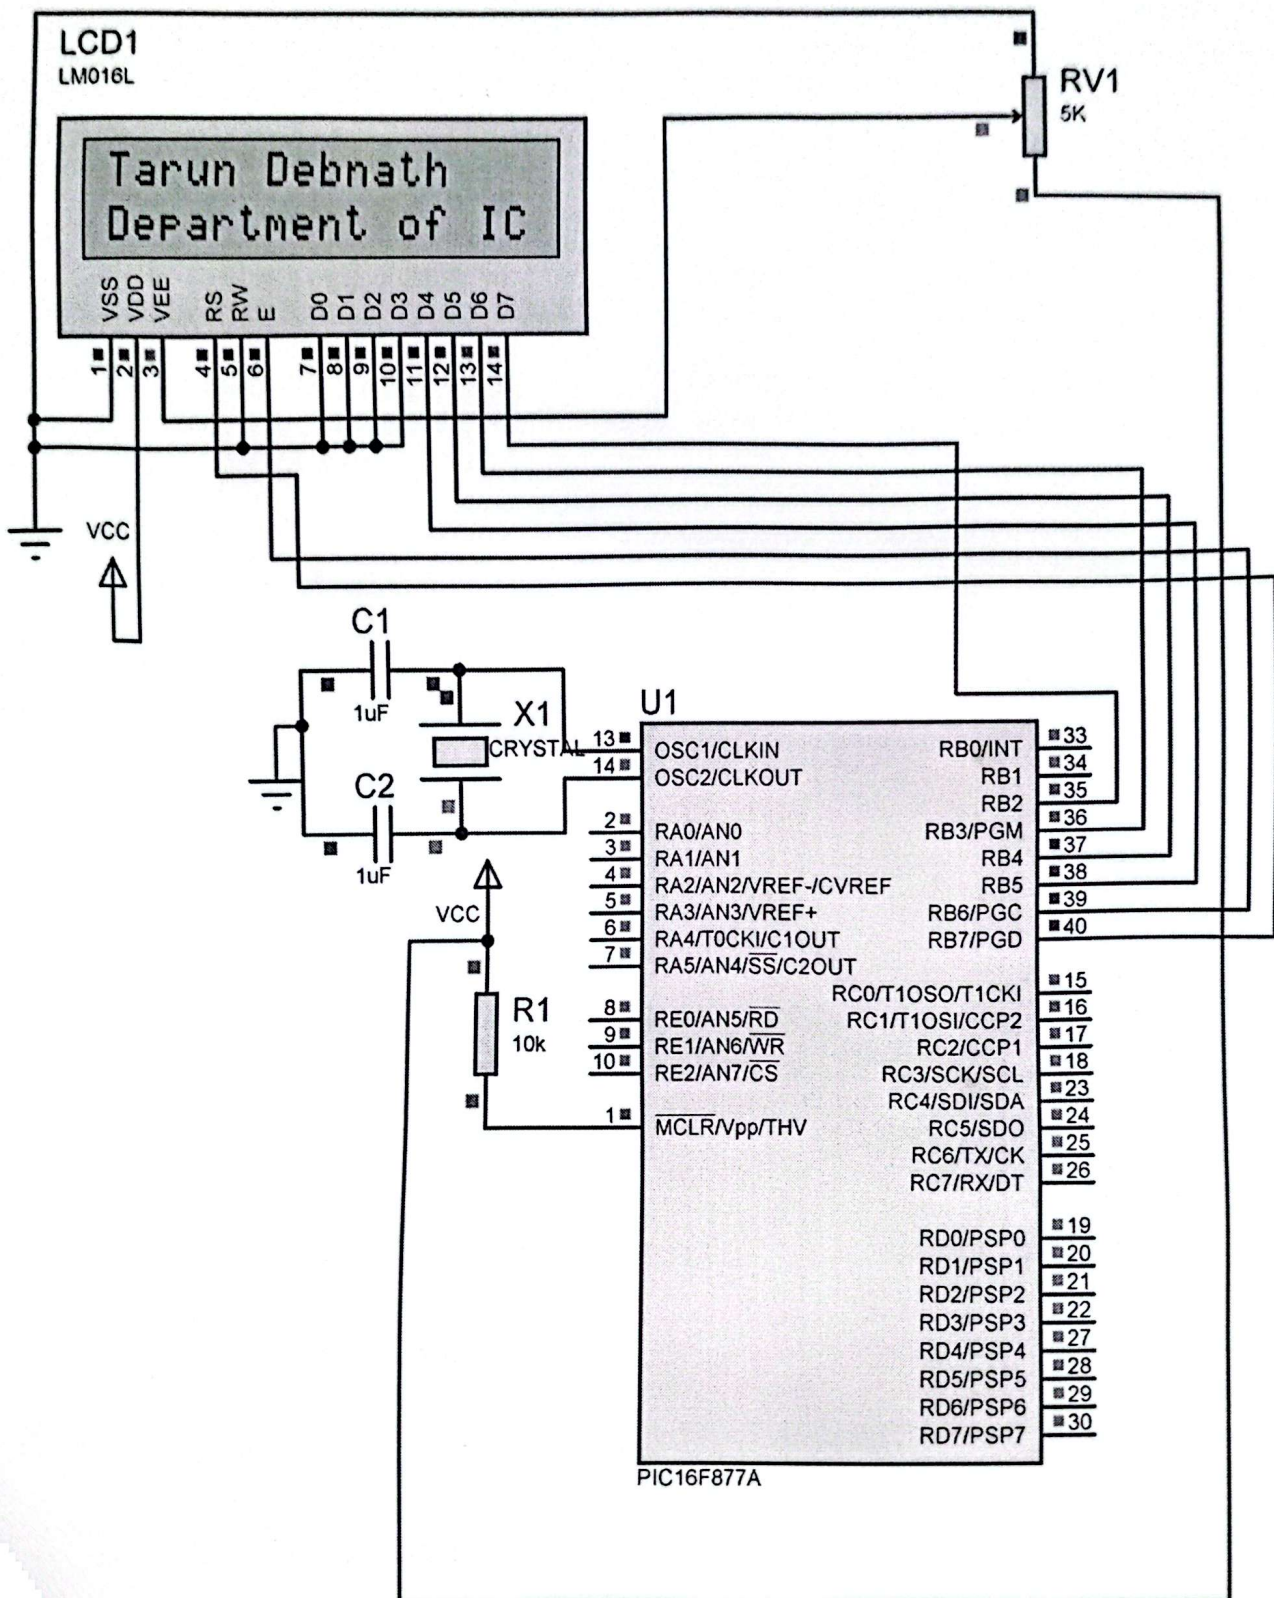 LCD1
LM016L
Tarun Debnath
Department of IC
VSS
VDD
VEE
RS
RW
E
D0
D1
D2
D3
D4
D5
D6
D7
1
2
3
4
5
6
7
8
9
10
11
12
13
14
RV1
5K
VCC
C1
1uF
X1
CRYSTAL
C2
1uF
VCC
R1
10k
U1
13 OSC1/CLKIN
14 OSC2/CLKOUT
2 RA0/AN0
3 RA1/AN1
4 RA2/AN2/VREF-/CVREF
5 RA3/AN3/VREF+
6 RA4/T0CKI/C1OUT
7 RA5/AN4/SS/C2OUT
8 RE0/AN5/RD
9 RE1/AN6/WR
10 RE2/AN7/CS
1 MCLR/Vpp/THV
RB0/INT 33
RB1 34
RB2 35
RB3/PGM 36
RB4 37
RB5 38
RB6/PGC 39
RB7/PGD 40
RC0/T1OSO/T1CKI 15
RC1/T1OSI/CCP2 16
RC2/CCP1 17
RC3/SCK/SCL 18
RC4/SDI/SDA 23
RC5/SDO 24
RC6/TX/CK 25
RC7/RX/DT 26
RD0/PSP0 19
RD1/PSP1 20
RD2/PSP2 21
RD3/PSP3 22
RD4/PSP4 27
RD5/PSP5 28
RD6/PSP6 29
RD7/PSP7 30
PIC16F877A